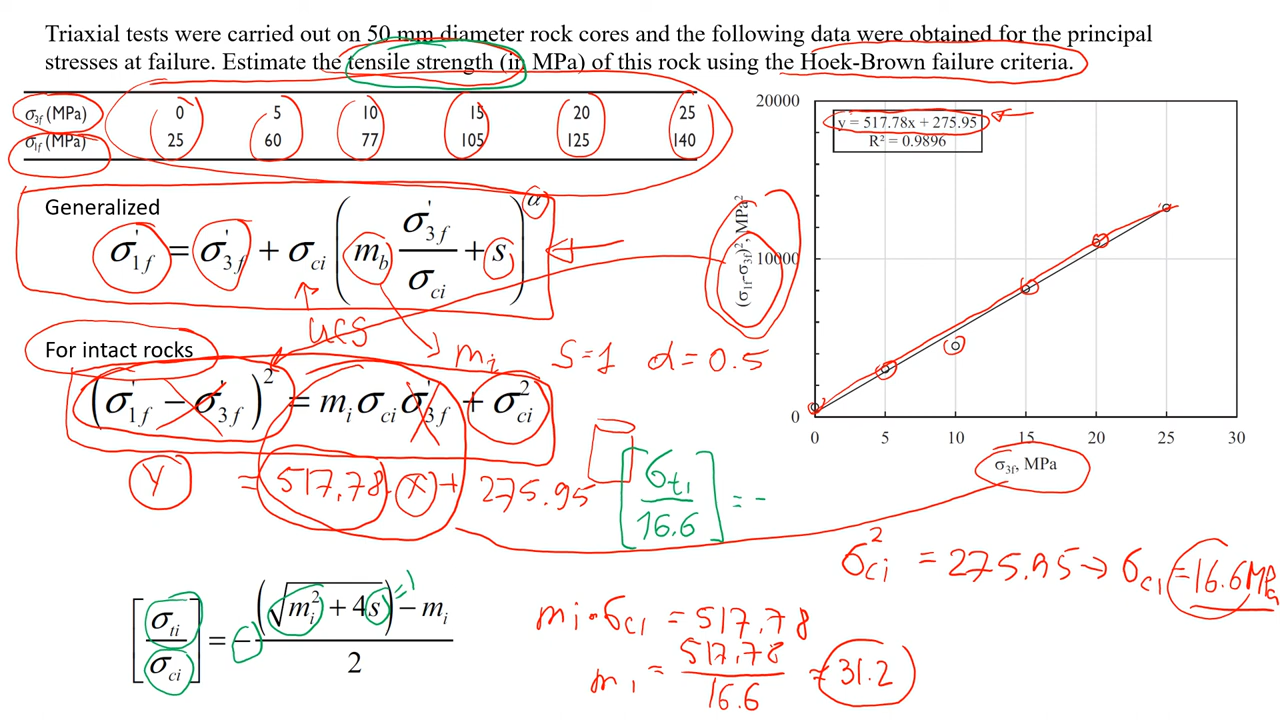 Triaxial tests were carried out on 50 mm diameter rock cores and the following data were obtained for the principal
stresses at failure. Estimate the tensile strength (in MPa) of this rock using the Hoek-Brown failure criteria.
σ3f (MPa) 0 5 10 15 20 25
σ1f (MPa) 25 60 77 105 125 140
Generalized
σ'1f = σ'3f + σci (mb σ'3f / σci + s)^α
UCS
For intact rocks
mi S=1 α=0.5
(σ'1f − σ'3f)² = mi σci σ'3f + σ²ci
Y = 517.78 · X + 275.95
[σti / 16.6] = -
[σti / σci] = − (√(mi² + 4s) − mi) / 2
=1
20000
y = 517.78x + 275.95
R² = 0.9896
(σ1f-σ3f)², MPa²
10000
0
0 5 10 15 20 25 30
σ3f, MPa
σ²ci = 275.95 → σci = 16.6 MPa
mi · σci = 517.78
mi = 517.78 / 16.6 = 31.2